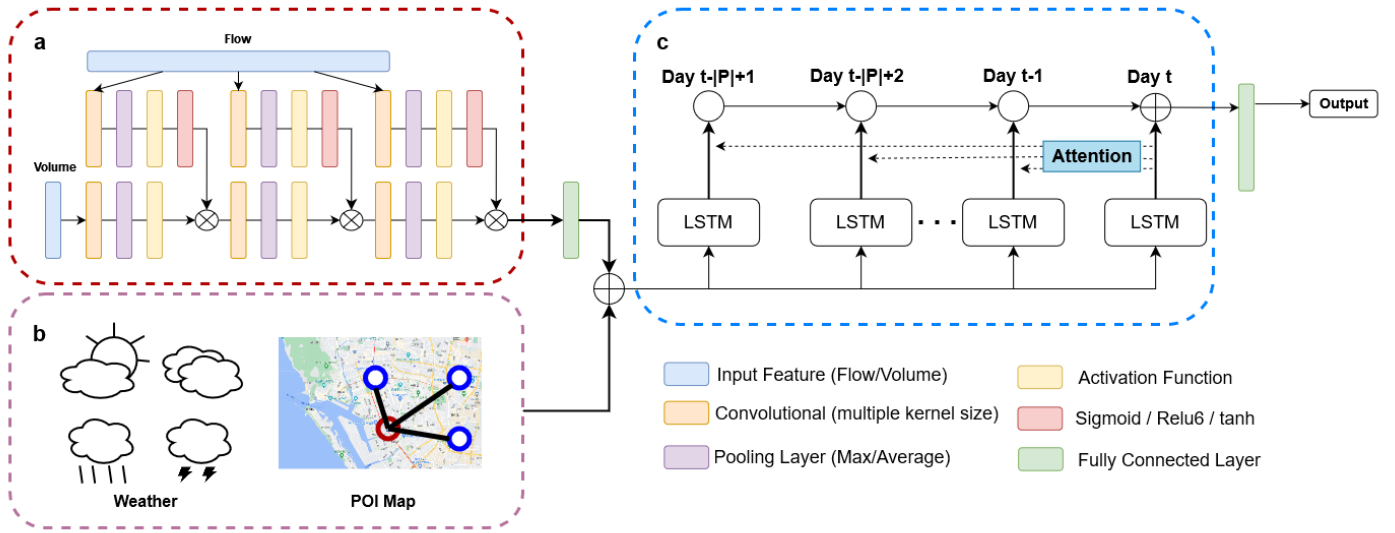 a
Flow
Volume
b
Weather
POI Map
c
Day t-|P|+1
Day t-|P|+2
Day t-1
Day t
Attention
LSTM
LSTM
. . .
LSTM
LSTM
Output
Input Feature (Flow/Volume)
Convolutional (multiple kernel size)
Pooling Layer (Max/Average)
Activation Function
Sigmoid / Relu6 / tanh
Fully Connected Layer